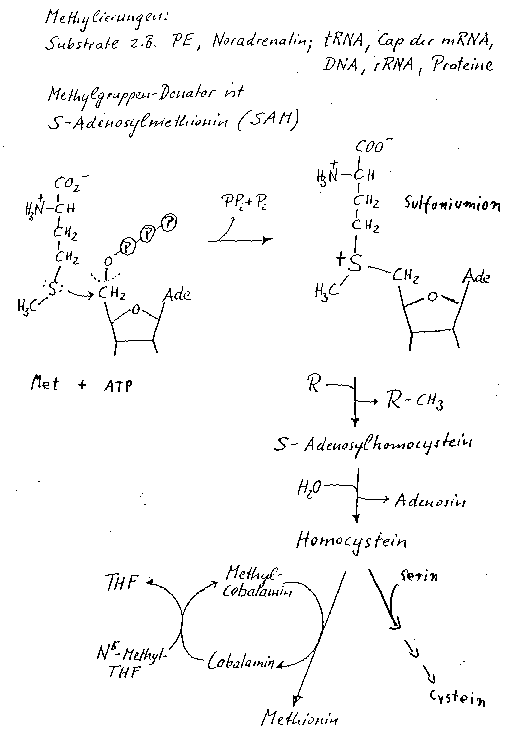 Methylierungen:
Substrate z.B. PE, Noradrenalin; tRNA, Cap der mRNA,
DNA, rRNA, Proteine
Methylgruppen-Donator ist
S-Adenosylmethionin (SAM)
CO₂⁻
H₃N⁺-CH
CH₂
CH₂
:S:
H₃C
CH₂
O
P P P
O
Ade
Met + ATP
PPᵢ + Pᵢ
COO⁻
H₃N⁺-CH
CH₂
CH₂
Sulfoniumion
+S-CH₂
H₃C
O
Ade
R
R-CH₃
S-Adenosylhomocystein
H₂O
Adenosin
Homocystein
THF
Methyl-
cobalamin
Serin
N⁵-Methyl-
THF
Cobalamin
Cystein
Methionin